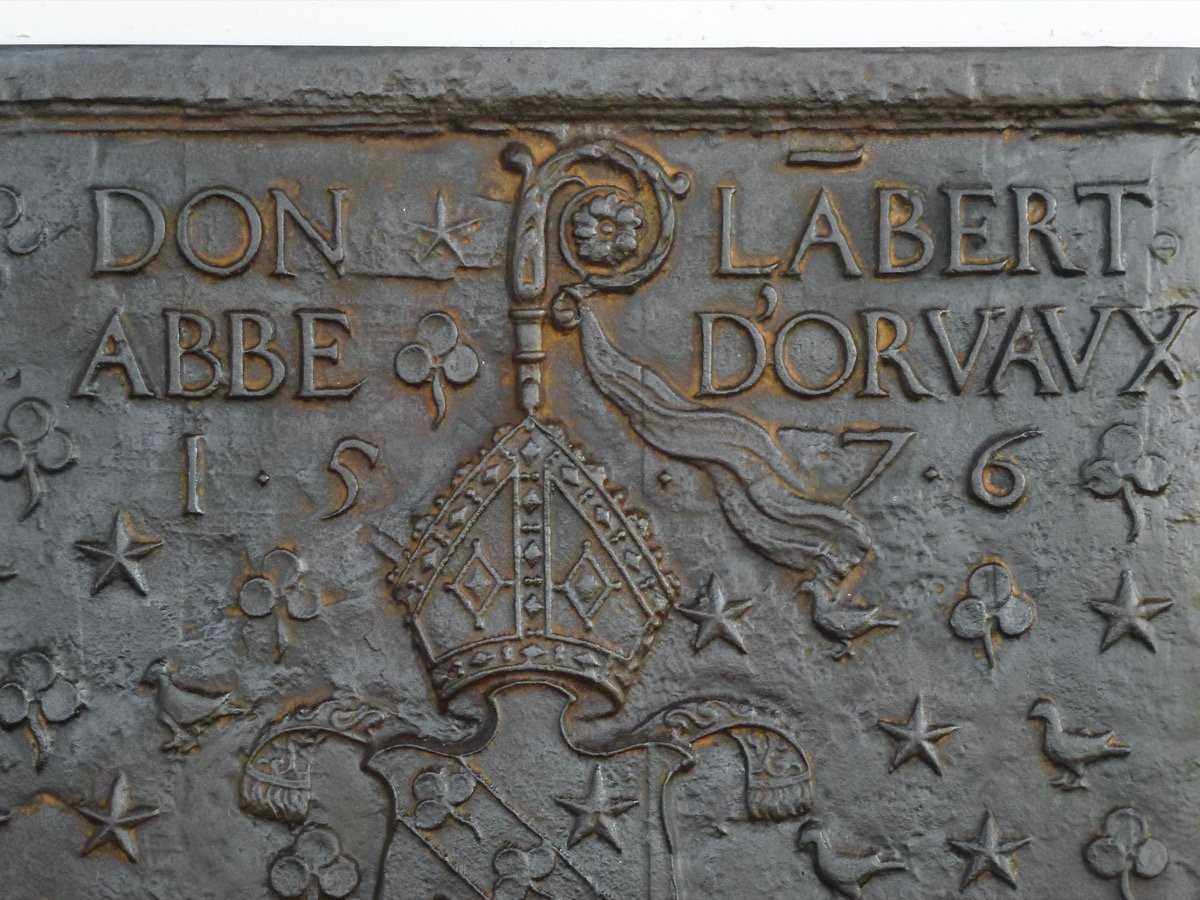 DON LĀBERT
ABBE D'ORVAVX
1·5·7·6